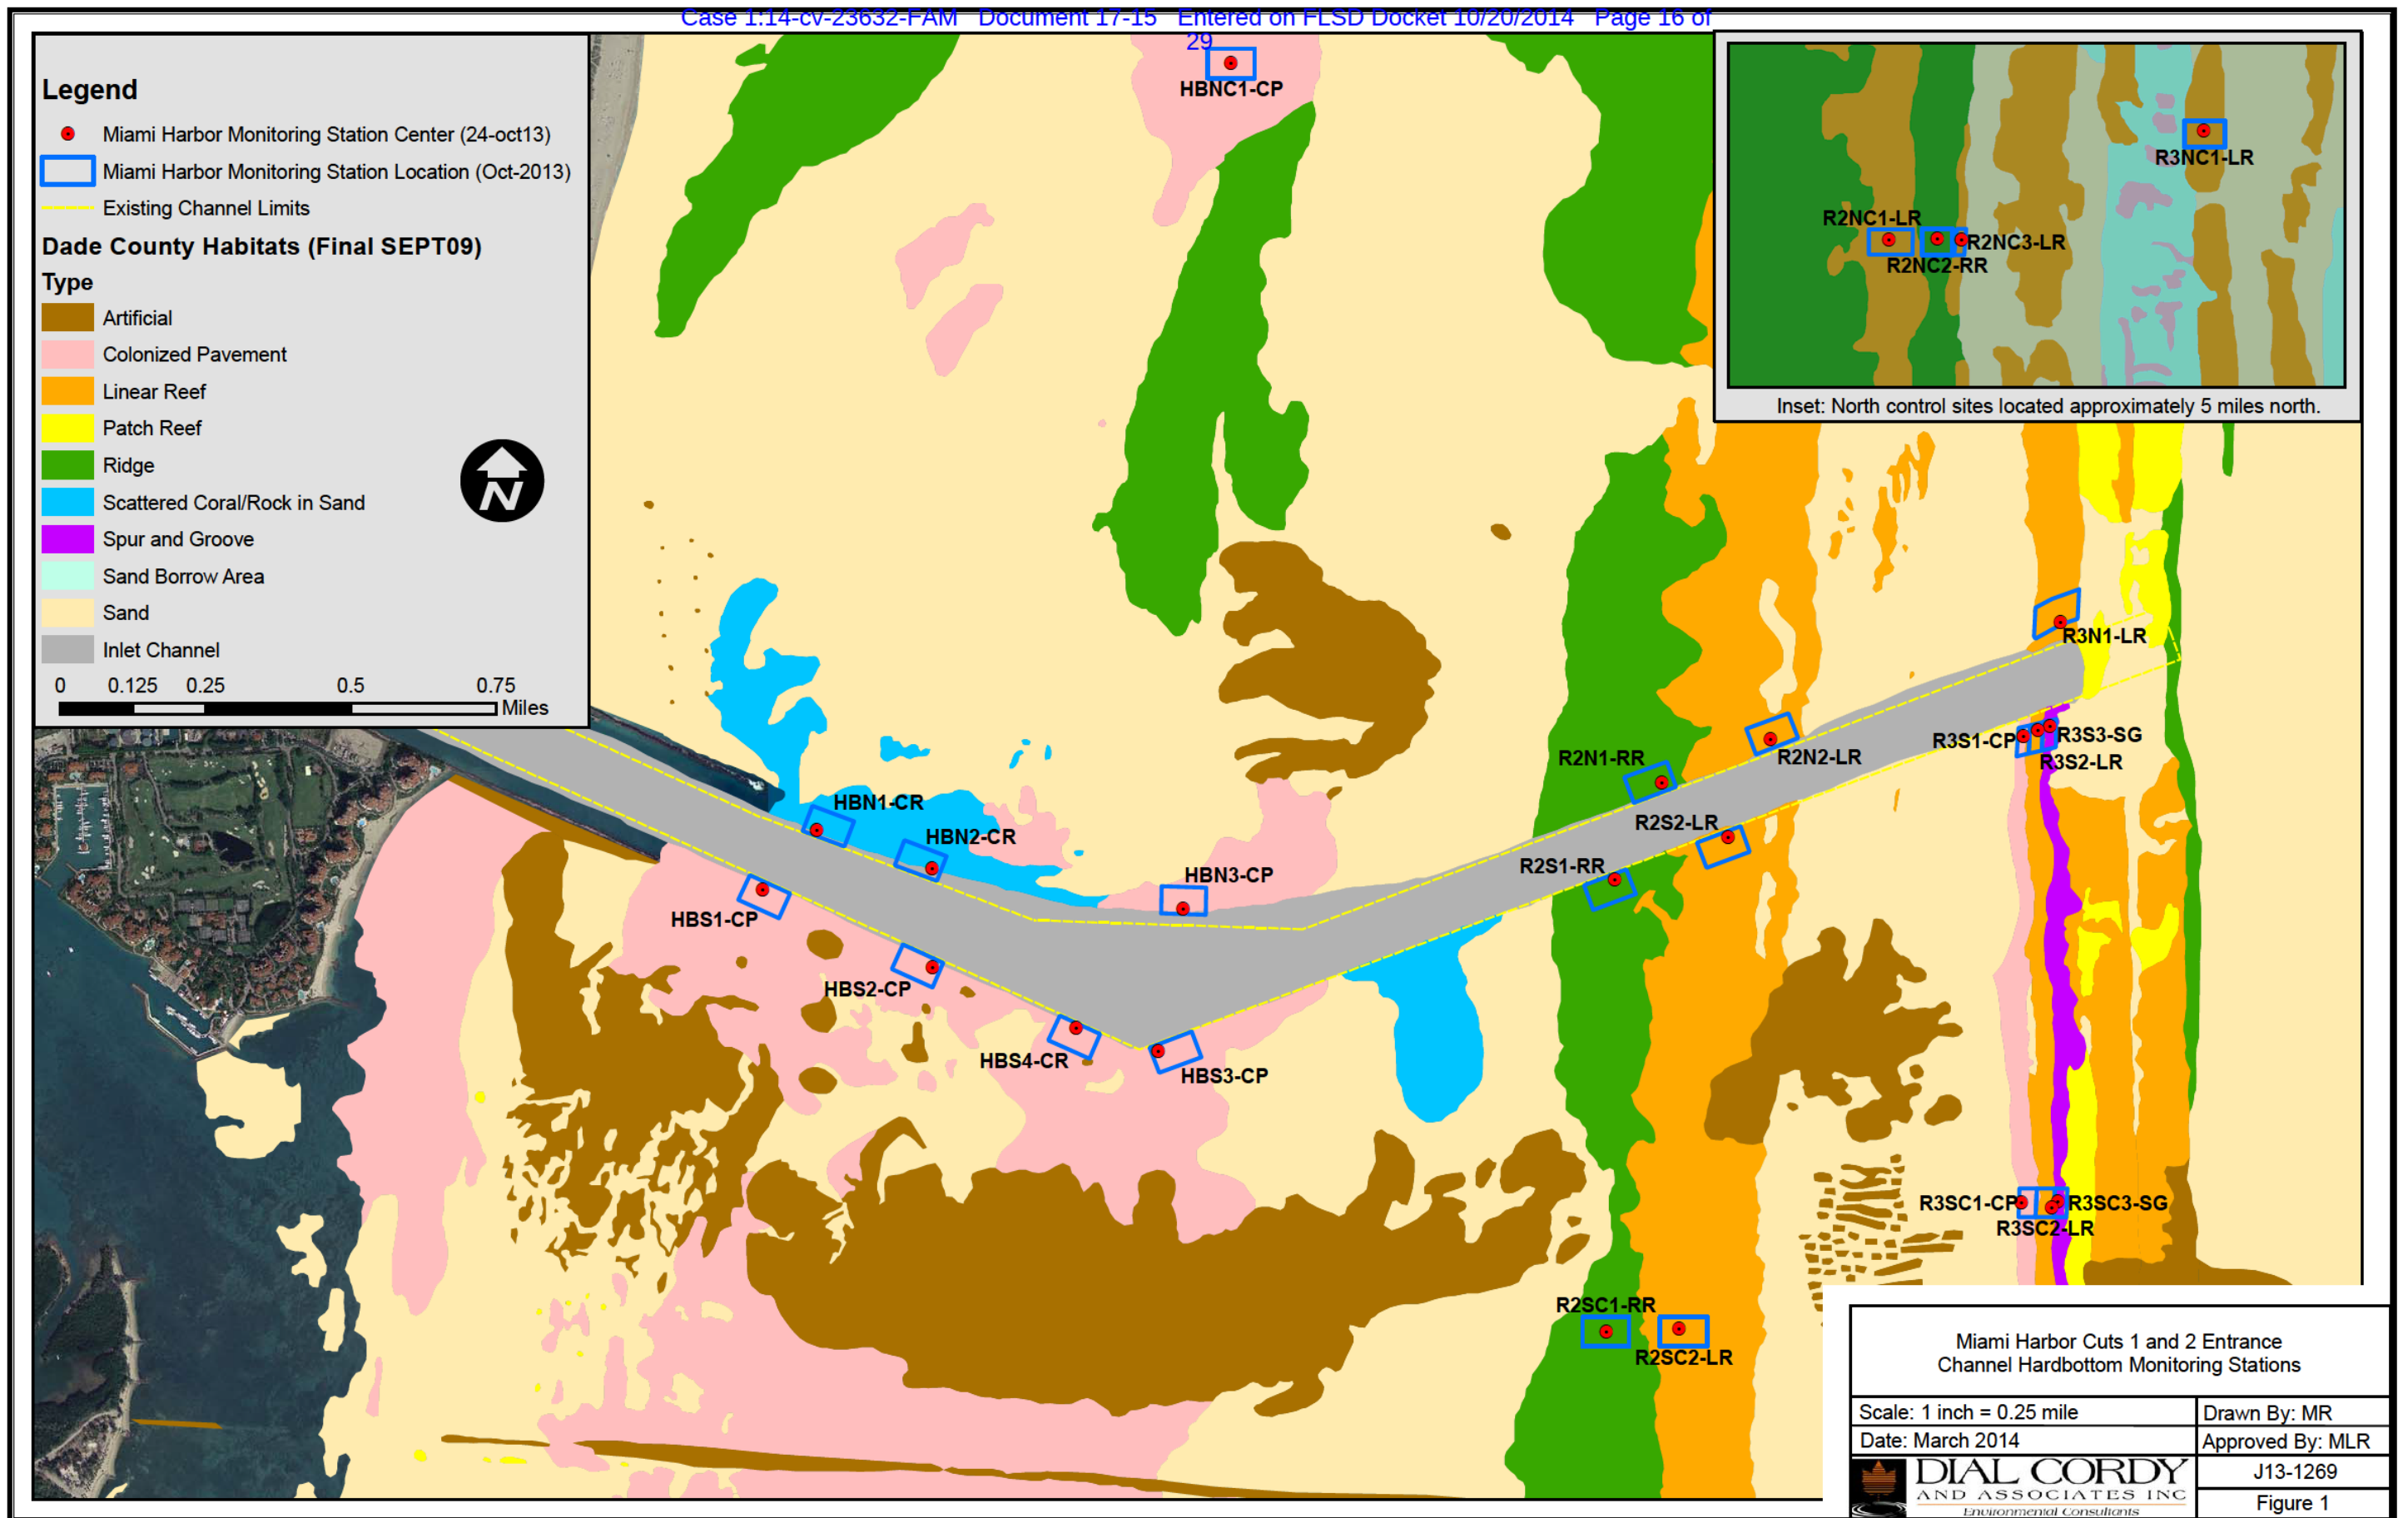 Case 1:14-cv-23632-FAM Document 17-15 Entered on FLSD Docket 10/20/2014 Page 16 of
29
Legend
Miami Harbor Monitoring Station Center (24-oct13)
Miami Harbor Monitoring Station Location (Oct-2013)
Existing Channel Limits
Dade County Habitats (Final SEPT09)
Type
Artificial
Colonized Pavement
Linear Reef
Patch Reef
Ridge
Scattered Coral/Rock in Sand
Spur and Groove
Sand Borrow Area
Sand
Inlet Channel
N
0 0.125 0.25 0.5 0.75
Miles
HBNC1-CP
R3NC1-LR
R2NC1-LR
R2NC3-LR
R2NC2-RR
Inset: North control sites located approximately 5 miles north.
R3N1-LR
R3S1-CP
R3S3-SG
R3S2-LR
R2N1-RR
R2N2-LR
HBN1-CR
HBN2-CR
R2S2-LR
R2S1-RR
HBN3-CP
HBS1-CP
HBS2-CP
HBS4-CR
HBS3-CP
R3SC1-CP
R3SC3-SG
R3SC2-LR
R2SC1-RR
R2SC2-LR
Miami Harbor Cuts 1 and 2 Entrance
Channel Hardbottom Monitoring Stations
Scale: 1 inch = 0.25 mile
Drawn By: MR
Date: March 2014
Approved By: MLR
DIAL CORDY
AND ASSOCIATES INC
Environmental Consultants
J13-1269
Figure 1